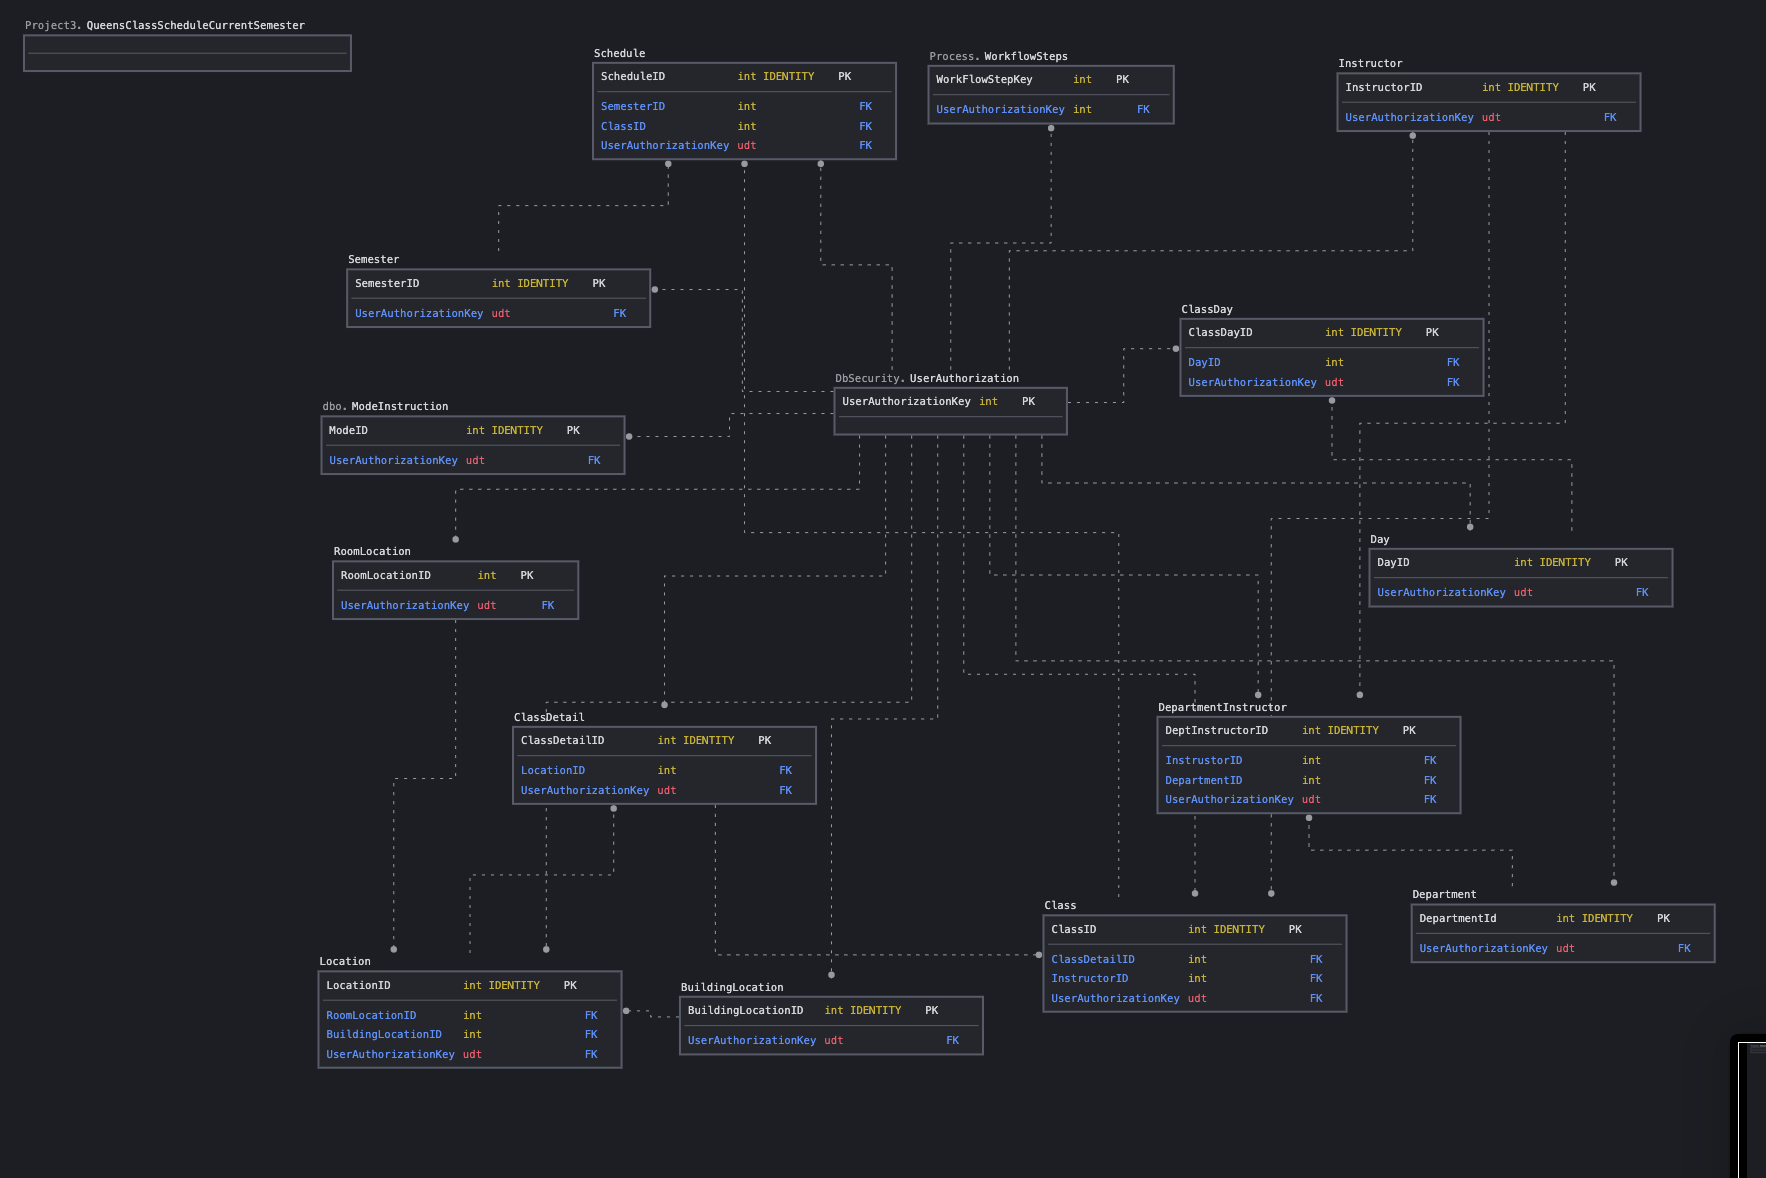 Project3. QueensClassScheduleCurrentSemester
Schedule
ScheduleID int IDENTITY PK
SemesterID int FK
ClassID int FK
UserAuthorizationKey udt FK
Process. WorkflowSteps
WorkFlowStepKey int PK
UserAuthorizationKey int FK
Instructor
InstructorID int IDENTITY PK
UserAuthorizationKey udt FK
Semester
SemesterID int IDENTITY PK
UserAuthorizationKey udt FK
ClassDay
ClassDayID int IDENTITY PK
DayID int FK
UserAuthorizationKey udt FK
DbSecurity. UserAuthorization
UserAuthorizationKey int PK
dbo. ModeInstruction
ModeID int IDENTITY PK
UserAuthorizationKey udt FK
RoomLocation
RoomLocationID int PK
UserAuthorizationKey udt FK
Day
DayID int IDENTITY PK
UserAuthorizationKey udt FK
ClassDetail
ClassDetailID int IDENTITY PK
LocationID int FK
UserAuthorizationKey udt FK
DepartmentInstructor
DeptInstructorID int IDENTITY PK
InstrustorID int FK
DepartmentID int FK
UserAuthorizationKey udt FK
Department
DepartmentId int IDENTITY PK
UserAuthorizationKey udt FK
Class
ClassID int IDENTITY PK
ClassDetailID int FK
InstructorID int FK
UserAuthorizationKey udt FK
Location
LocationID int IDENTITY PK
RoomLocationID int FK
BuildingLocationID int FK
UserAuthorizationKey udt FK
BuildingLocation
BuildingLocationID int IDENTITY PK
UserAuthorizationKey udt FK